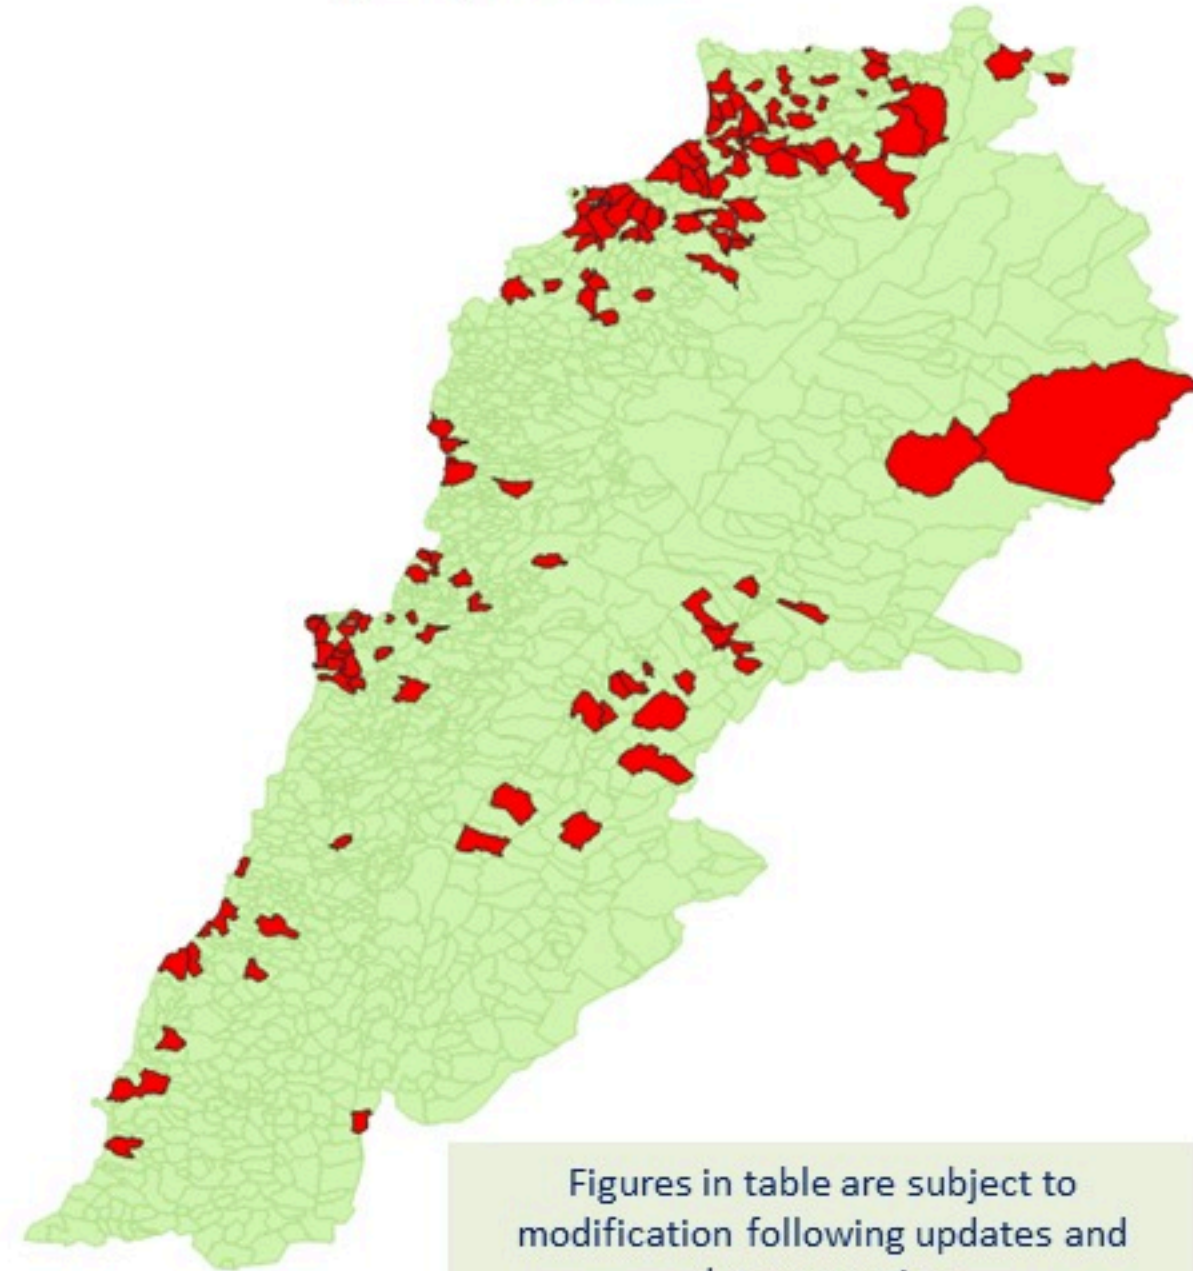 Figures in table are subject to
modification following updates and